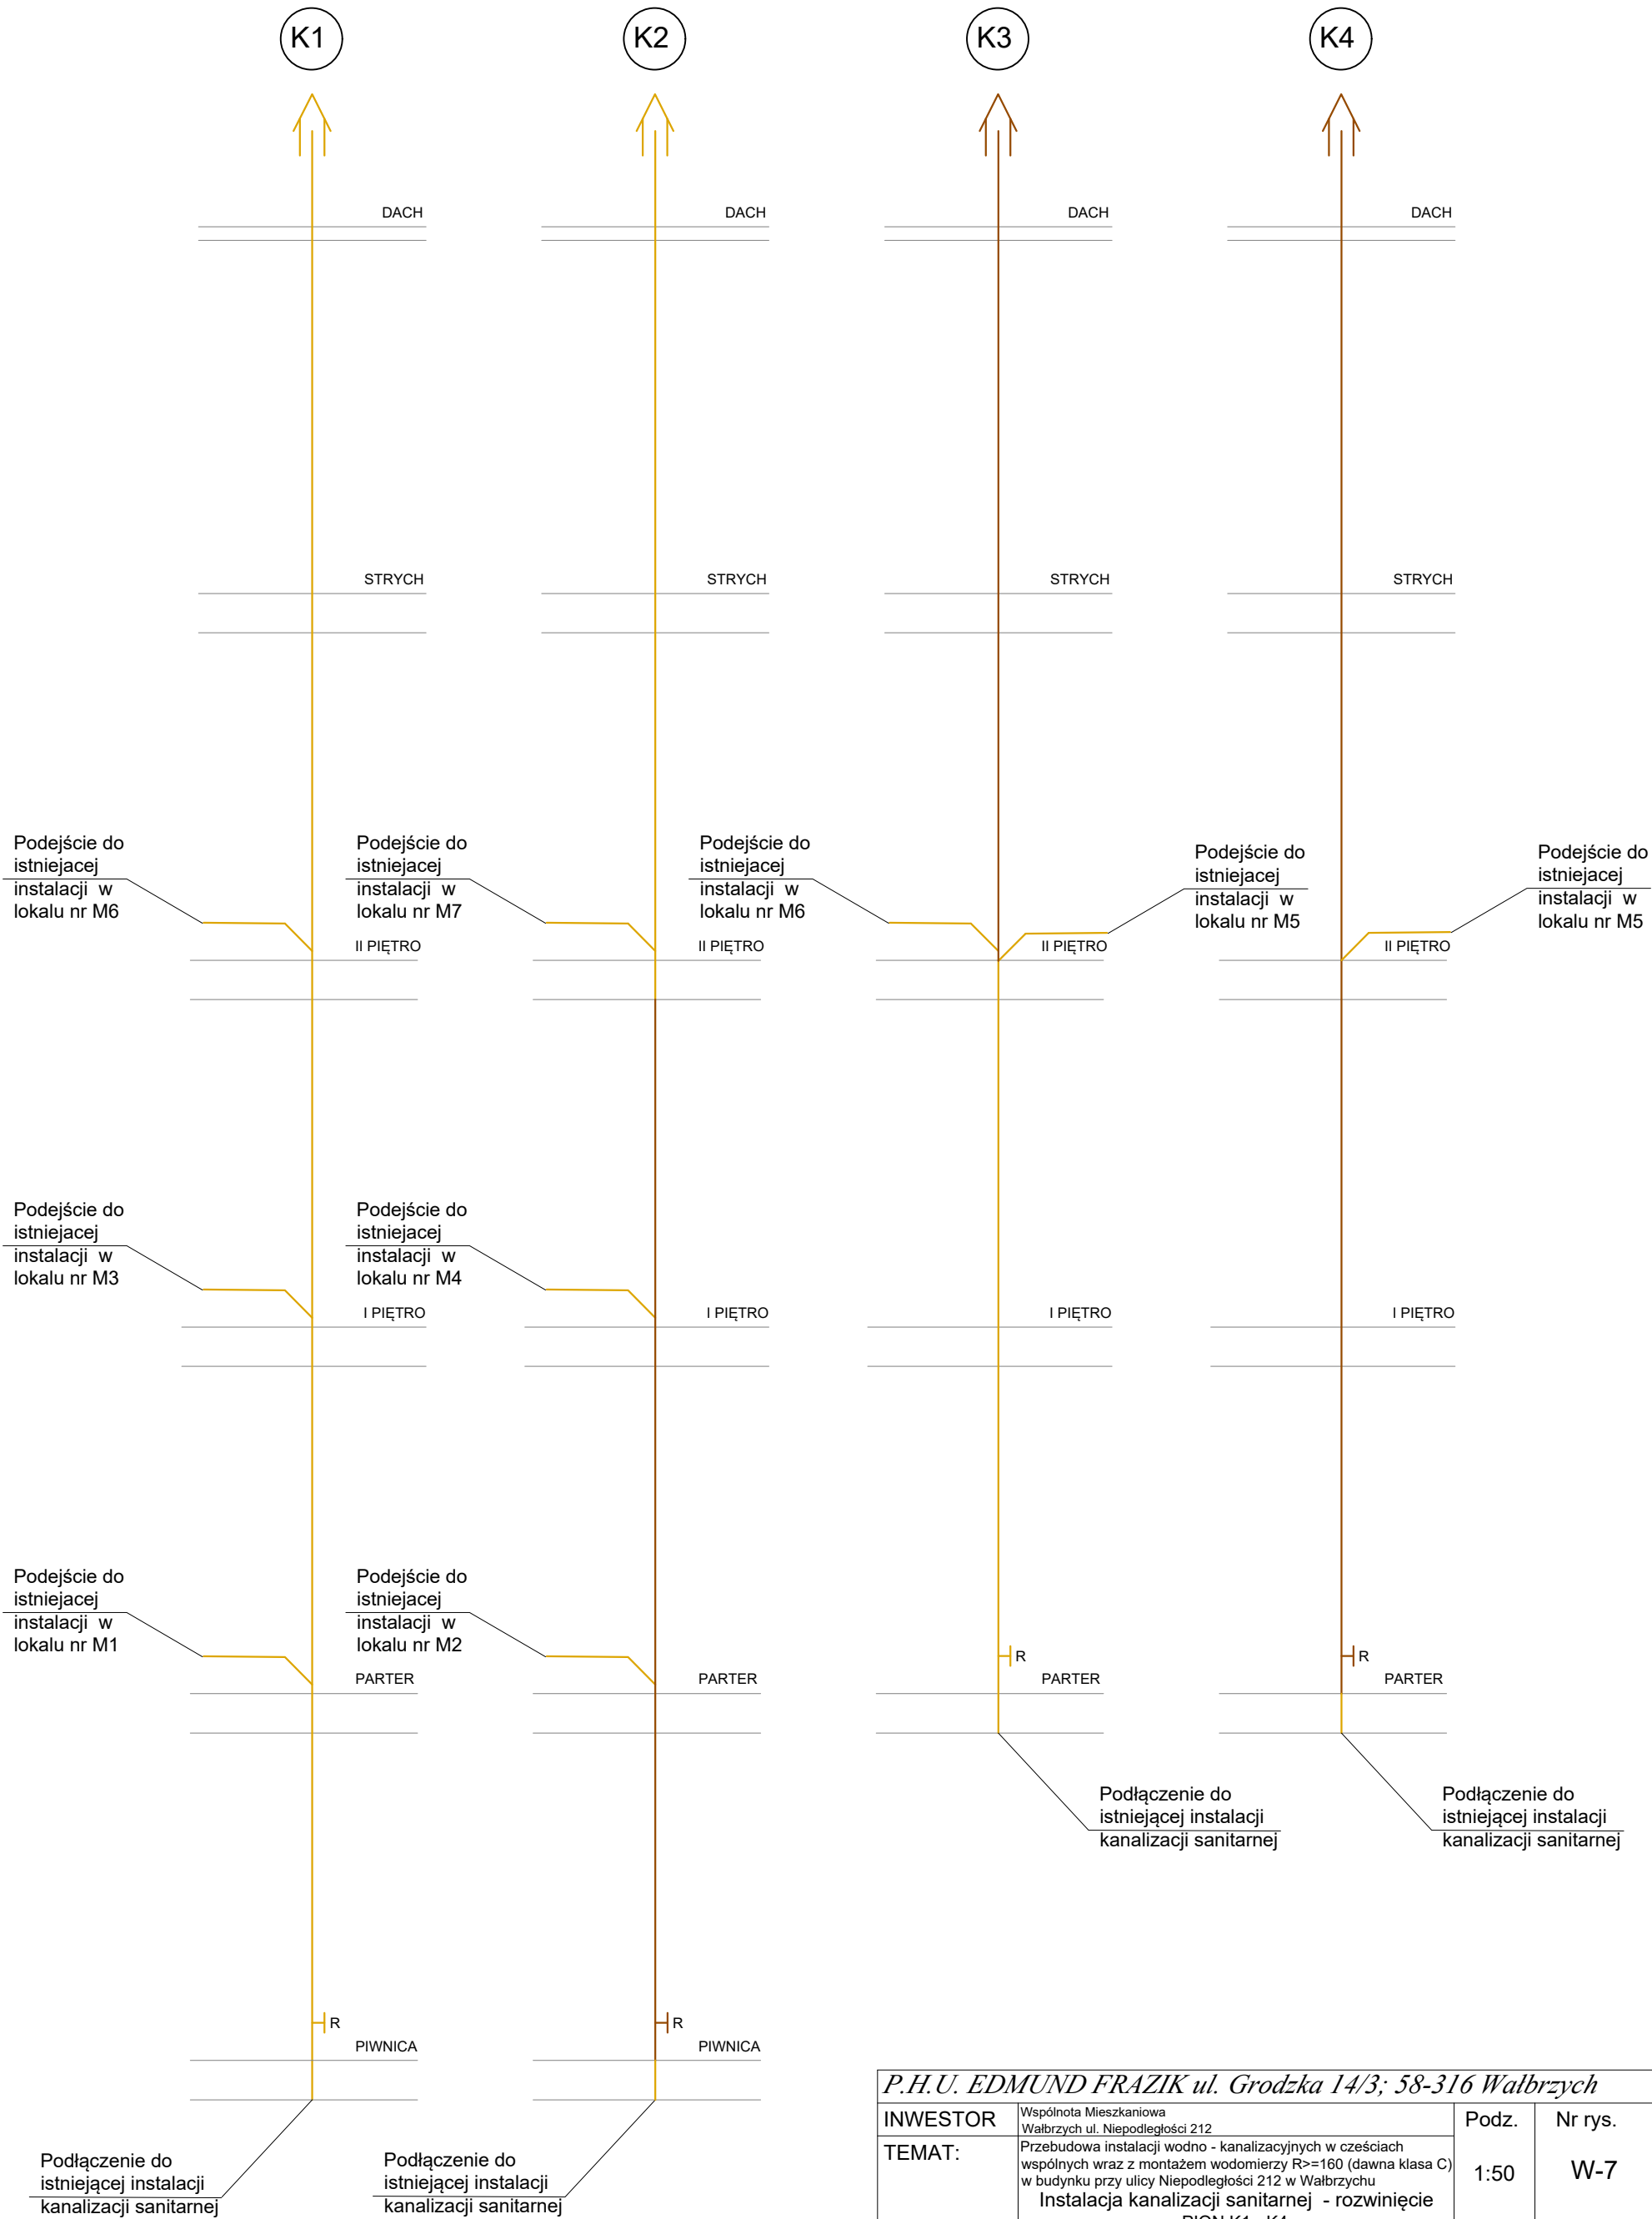 K1
K2
K3
K4
DACH
DACH
DACH
DACH
STRYCH
STRYCH
STRYCH
STRYCH
Podejście do
istniejacej
instalacji w
lokalu nr M6
Podejście do
istniejacej
instalacji w
lokalu nr M7
Podejście do
istniejacej
instalacji w
lokalu nr M6
Podejście do
istniejacej
instalacji w
lokalu nr M5
Podejście do
istniejacej
instalacji w
lokalu nr M5
II PIĘTRO
II PIĘTRO
II PIĘTRO
II PIĘTRO
Podejście do
istniejacej
instalacji w
lokalu nr M3
Podejście do
istniejacej
instalacji w
lokalu nr M4
I PIĘTRO
I PIĘTRO
I PIĘTRO
I PIĘTRO
Podejście do
istniejacej
instalacji w
lokalu nr M1
Podejście do
istniejacej
instalacji w
lokalu nr M2
R
R
PARTER
PARTER
PARTER
PARTER
Podłączenie do
istniejącej instalacji
kanalizacji sanitarnej
Podłączenie do
istniejącej instalacji
kanalizacji sanitarnej
R
R
PIWNICA
PIWNICA
Podłączenie do
istniejącej instalacji
kanalizacji sanitarnej
Podłączenie do
istniejącej instalacji
kanalizacji sanitarnej
P.H.U. EDMUND FRAZIK ul. Grodzka 14/3; 58-316 Wałbrzych
INWESTOR
Wspólnota Mieszkaniowa
Wałbrzych ul. Niepodległości 212
Podz.
Nr rys.
TEMAT:
Przebudowa instalacji wodno - kanalizacyjnych w cześciach
wspólnych wraz z montażem wodomierzy R>=160 (dawna klasa C)
w budynku przy ulicy Niepodległości 212 w Wałbrzychu
Instalacja kanalizacji sanitarnej - rozwinięcie
1:50
W-7